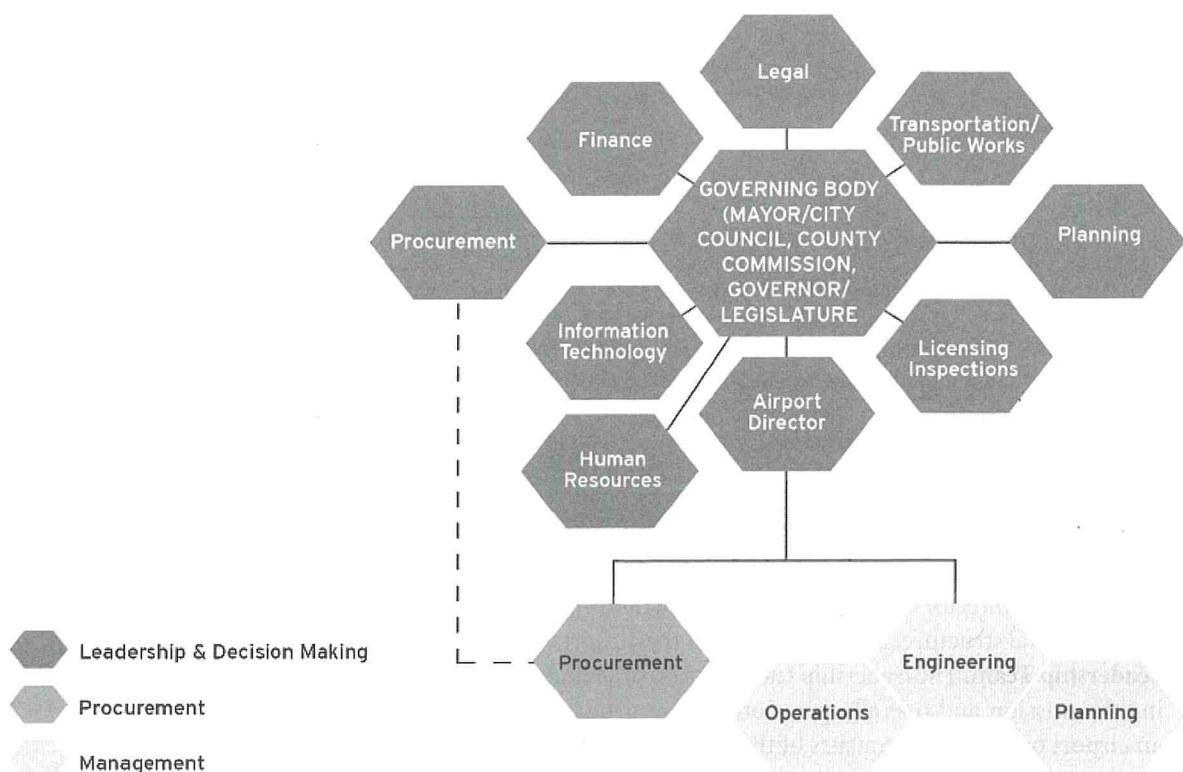 Legal
Finance
Transportation/
Public Works
GOVERNING BODY
(MAYOR/CITY
COUNCIL, COUNTY
COMMISSION,
GOVERNOR/
LEGISLATURE
Procurement
Planning
Information
Technology
Licensing
Inspections
Airport
Director
Human
Resources
Procurement
Engineering
Operations
Planning
Leadership & Decision Making
Procurement
Management